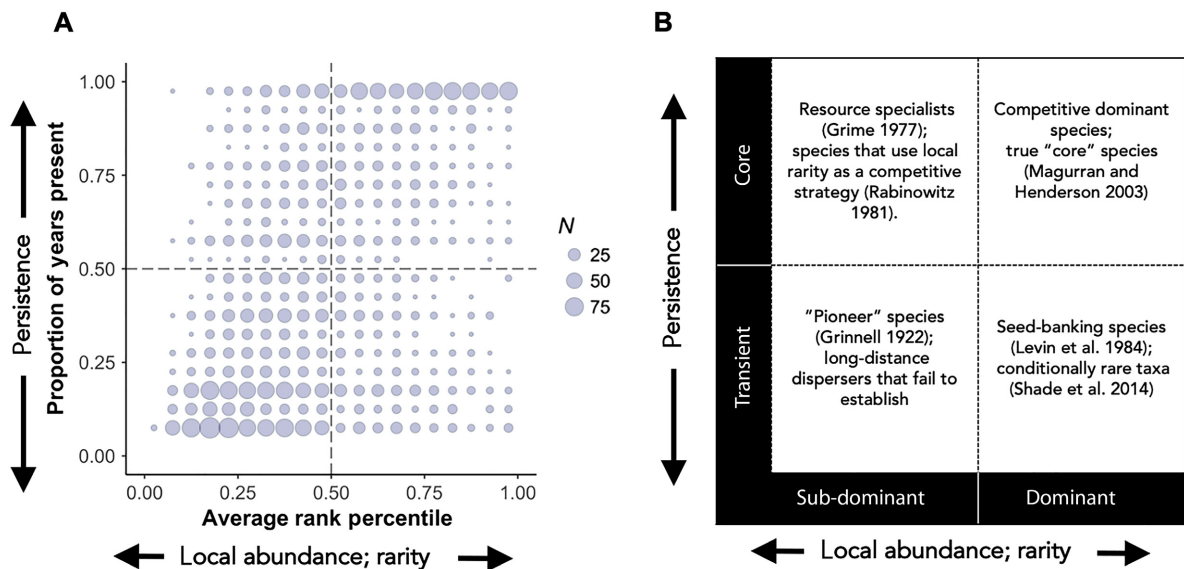 A
1.00
0.75
0.50
0.25
0.00
Proportion of years present
Persistence
0.00 0.25 0.50 0.75 1.00
Average rank percentile
Local abundance; rarity
N
25
50
75
B
Persistence
Core
Resource specialists
(Grime 1977);
species that use local
rarity as a competitive
strategy (Rabinowitz
1981).
Competitive dominant
species;
true “core” species
(Magurran and
Henderson 2003)
Transient
“Pioneer” species
(Grinnell 1922);
long-distance
dispersers that fail to
establish
Seed-banking species
(Levin et al. 1984);
conditionally rare taxa
(Shade et al. 2014)
Sub-dominant
Dominant
Local abundance; rarity